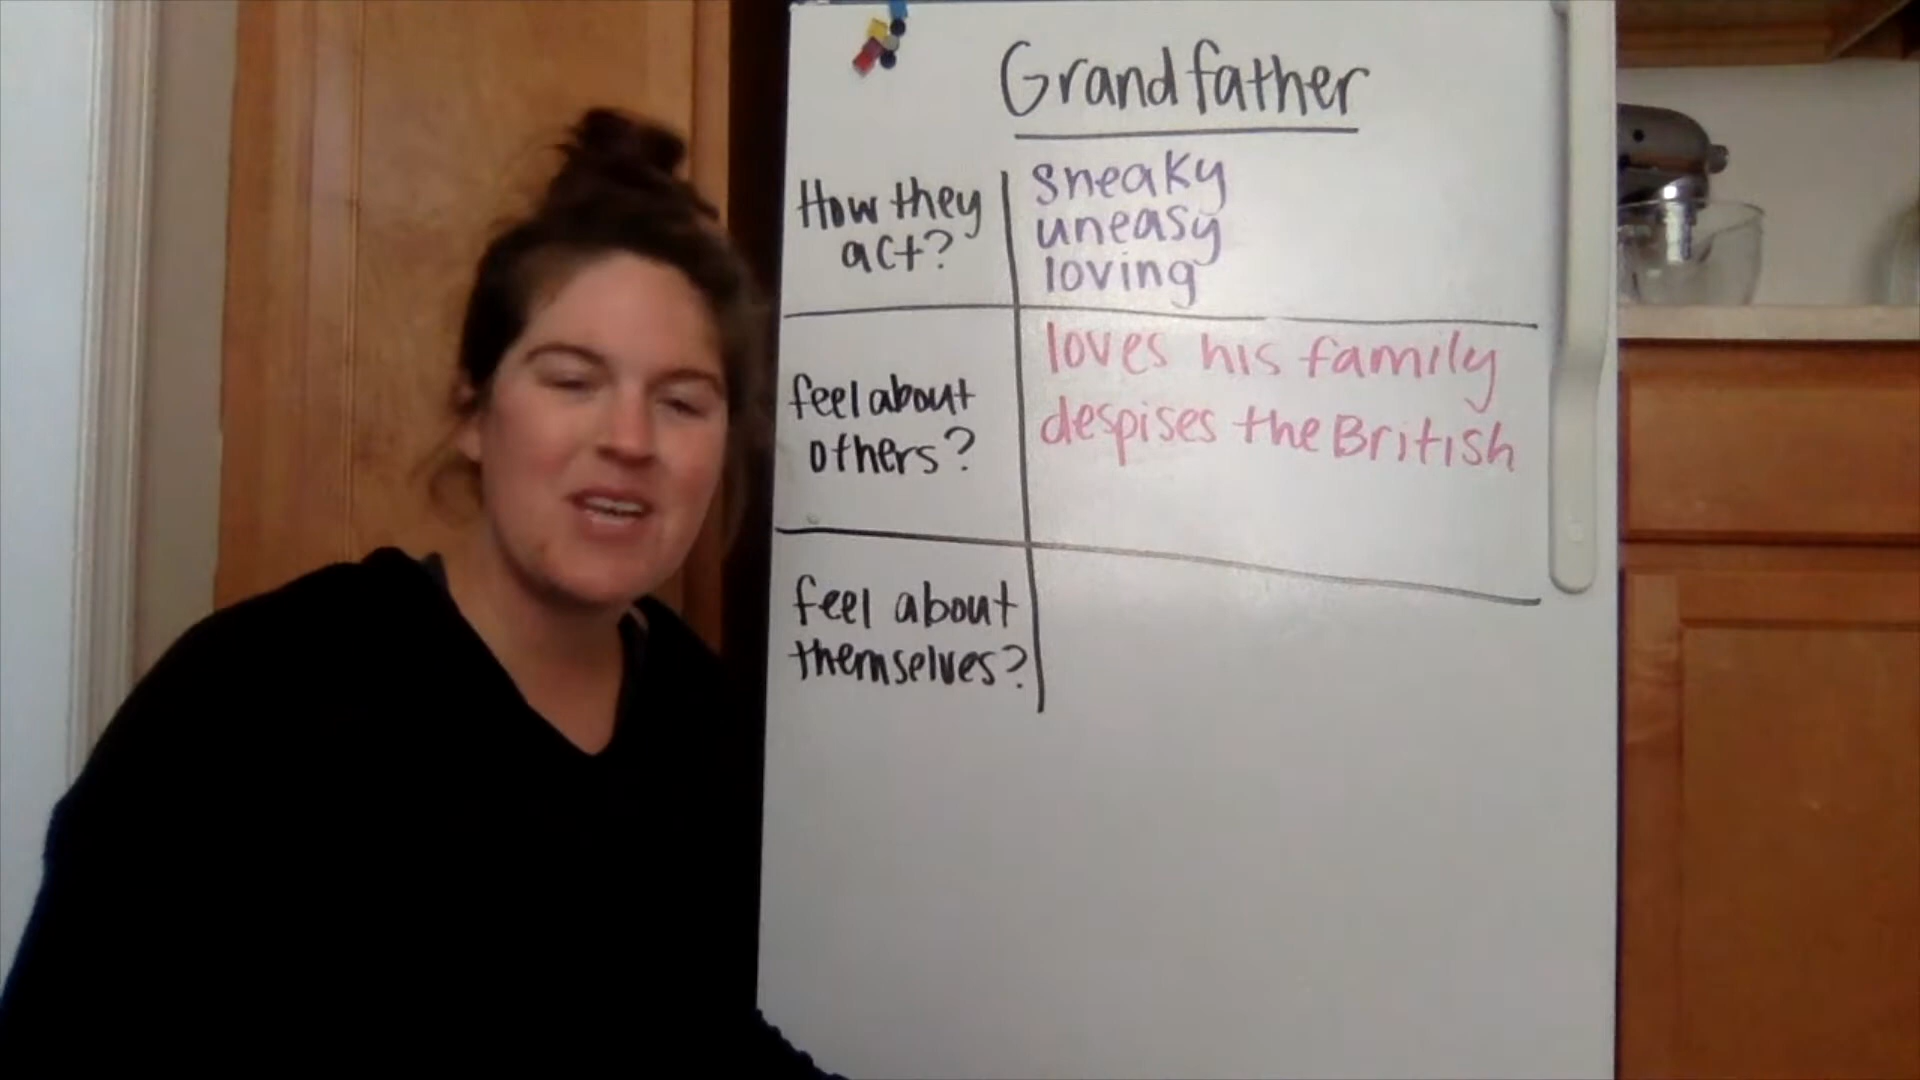 Grandfather
How they
act?
sneaky
uneasy
loving
feel about
others?
loves his family
despises the British
feel about
themselves?